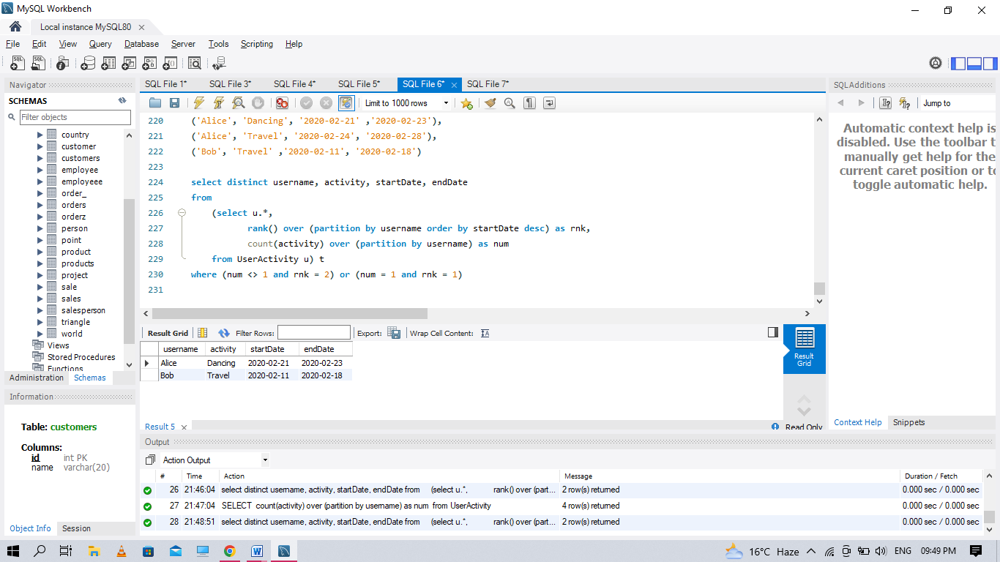 MySQL Workbench
Local instance MySQL80
File Edit View Query Database Server Tools Scripting Help
Navigator
SCHEMAS
Filter objects
country
customer
customers
employee
employeee
order_
orders
orderz
person
point
product
products
project
sale
sales
salesperson
triangle
world
Views
Stored Procedures
Functions
Administration Schemas
Information
Table: customers
Columns:
id int PK
name varchar(20)
Object Info Session
SQL File 1* SQL File 3* SQL File 4* SQL File 5* SQL File 6* SQL File 7*
Limit to 1000 rows
220 ('Alice', 'Dancing', '2020-02-21' ,'2020-02-23'),
221 ('Alice', 'Travel', '2020-02-24', '2020-02-28'),
222 ('Bob', 'Travel' ,'2020-02-11', '2020-02-18')
223
224 select distinct username, activity, startDate, endDate
225 from
226 (select u.*,
227 rank() over (partition by username order by startDate desc) as rnk,
228 count(activity) over (partition by username) as num
229 from UserActivity u) t
230 where (num <> 1 and rnk = 2) or (num = 1 and rnk = 1)
231
Result Grid Filter Rows: Export: Wrap Cell Content:
username activity startDate endDate
Alice Dancing 2020-02-21 2020-02-23
Bob Travel 2020-02-11 2020-02-18
Result
Grid
Result 5
Read Only
SQLAdditions
Jump to
Automatic context help is
disabled. Use the toolbar t
manually get help for the
current caret position or to
toggle automatic help.
Context Help Snippets
Output
Action Output
# Time Action Message Duration / Fetch
26 21:46:04 select distinct username, activity, startDate, endDate from (select u.*, rank() over (part... 2 row(s) returned 0.000 sec / 0.000 sec
27 21:47:04 SELECT count(activity) over (partition by username) as num from UserActivity 4 row(s) returned 0.000 sec / 0.000 sec
28 21:48:51 select distinct username, activity, startDate, endDate from (select u.*, rank() over (part... 2 row(s) returned 0.000 sec / 0.000 sec
16°C Haze ENG 09:49 PM